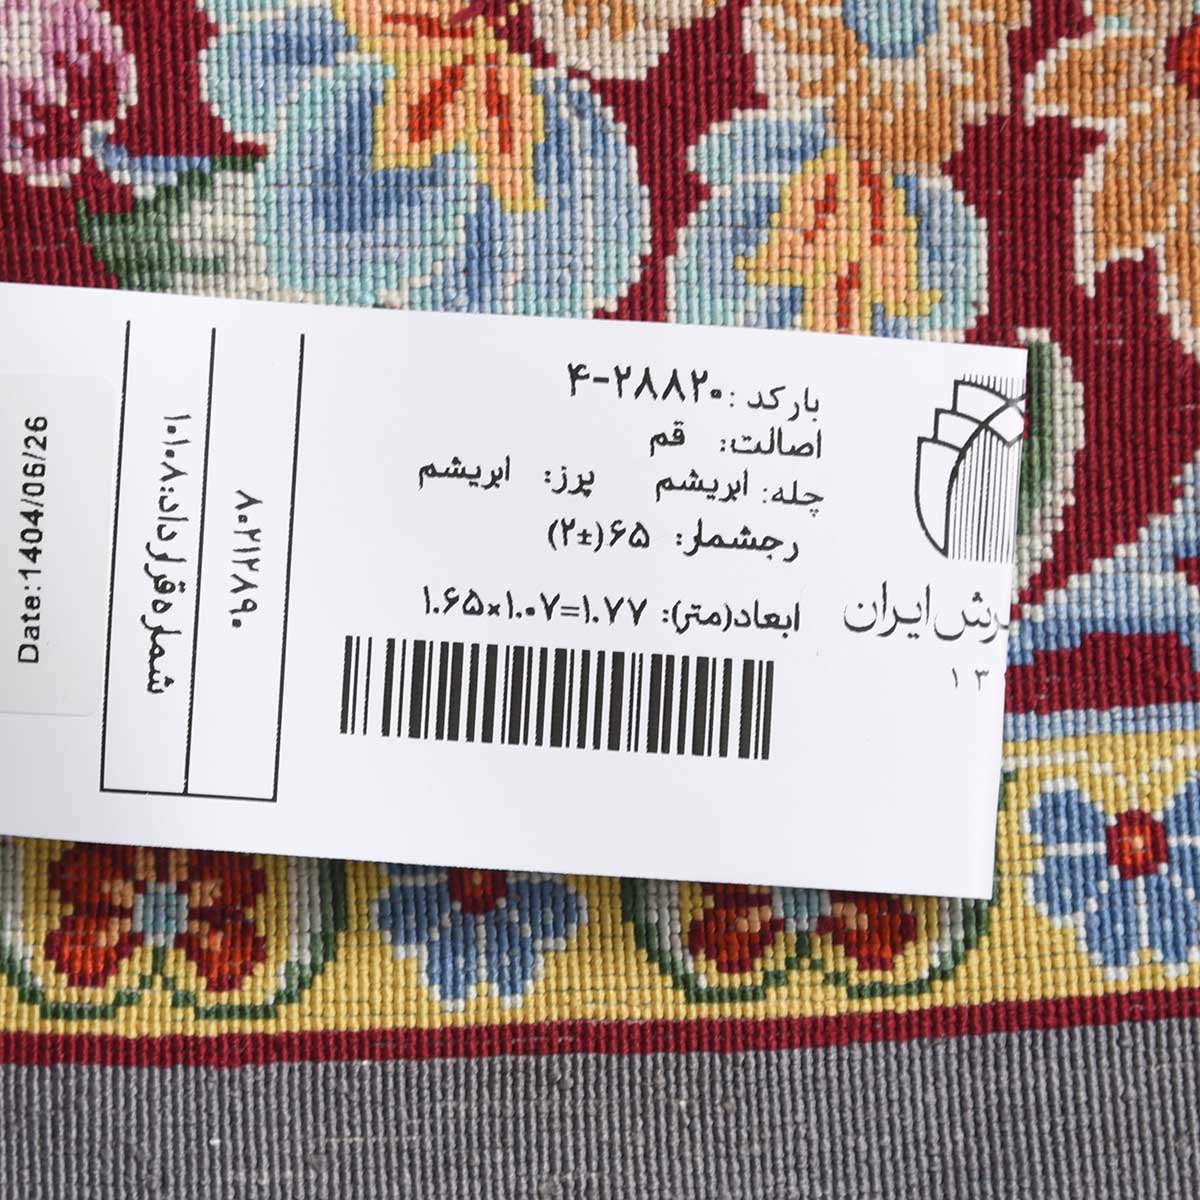 بارکد: ۴-۲۸۸۲۰
اصالت: قم
چله: ابریشم پرز: ابریشم
رجشمار: ۶۵(±۲)
ابعاد(متر): ۱.۶۵×۱.۰۷=۱.۷۷
رش ایران
۱۳
۸۰۲۱۲۸۹۰
شماره قرارداد:۱۰۱۰۸
Date:1404/06/26